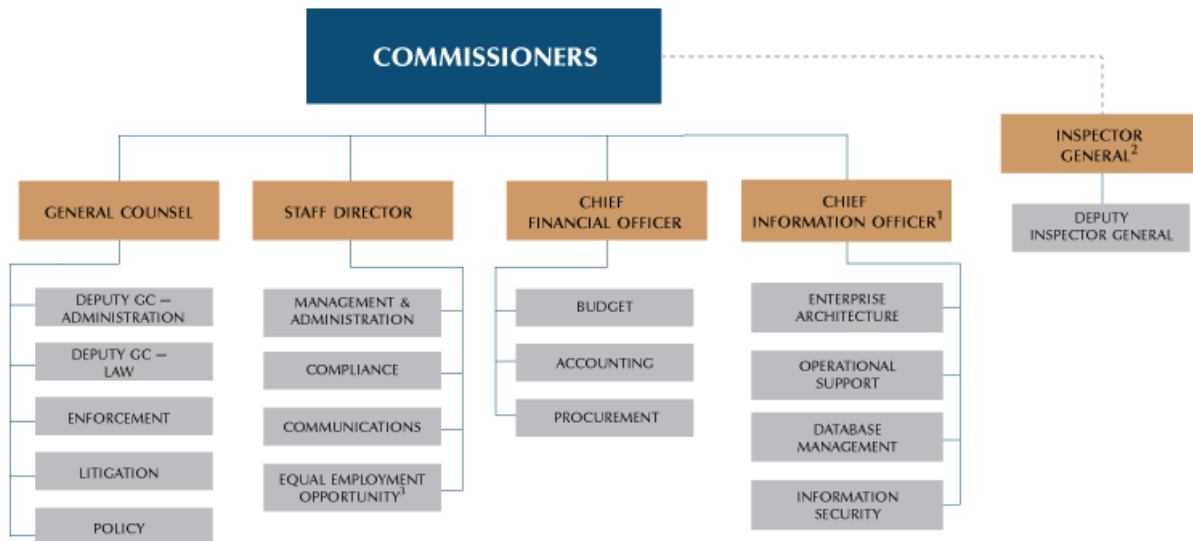 COMMISSIONERS
INSPECTOR
GENERAL²
DEPUTY
INSPECTOR GENERAL
GENERAL COUNSEL
DEPUTY GC –
ADMINISTRATION
DEPUTY GC –
LAW
ENFORCEMENT
LITIGATION
POLICY
STAFF DIRECTOR
MANAGEMENT &
ADMINISTRATION
COMPLIANCE
COMMUNICATIONS
EQUAL EMPLOYMENT
OPPORTUNITY³
CHIEF
FINANCIAL OFFICER
BUDGET
ACCOUNTING
PROCUREMENT
CHIEF
INFORMATION OFFICER¹
ENTERPRISE
ARCHITECTURE
OPERATIONAL
SUPPORT
DATABASE
MANAGEMENT
INFORMATION
SECURITY